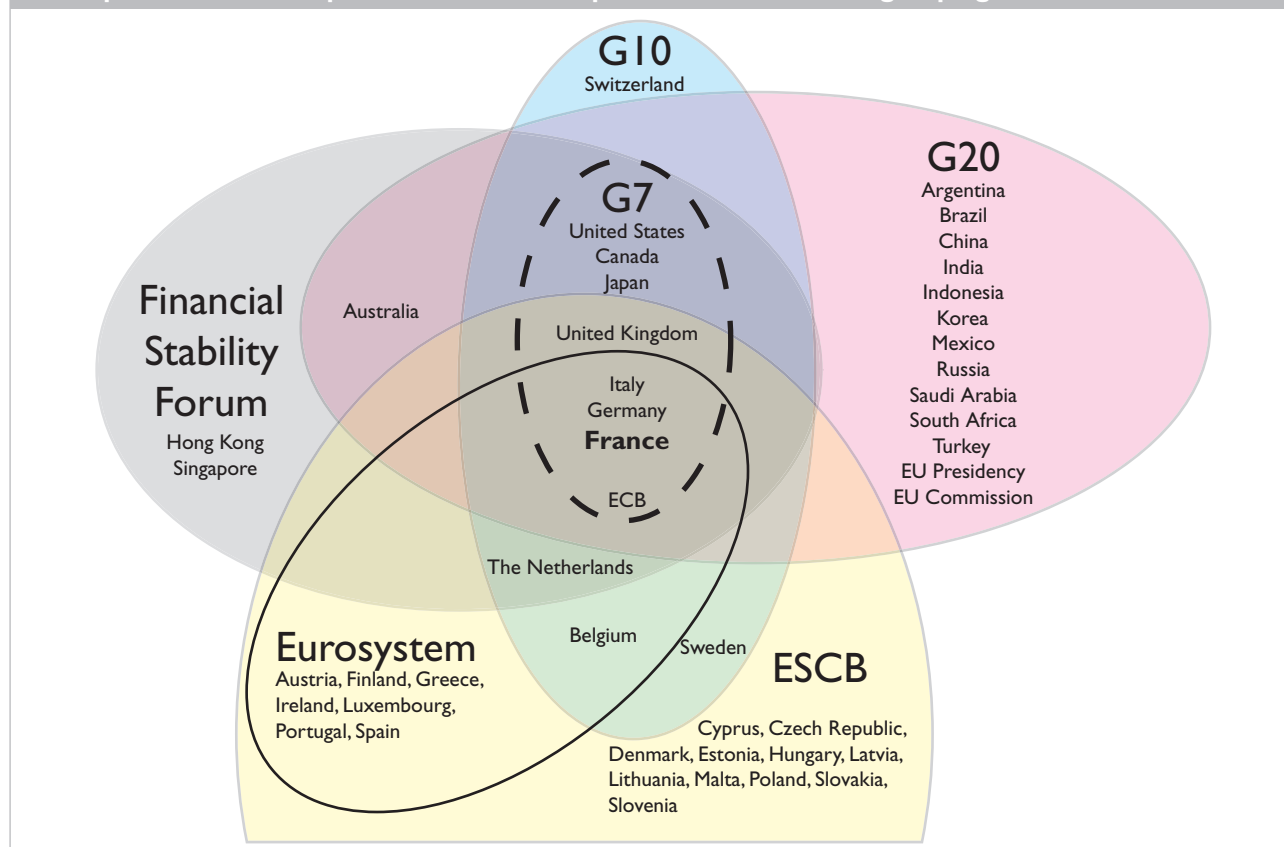 G10
Switzerland
G20
Argentina
Brazil
China
India
Indonesia
Korea
Mexico
Russia
Saudi Arabia
South Africa
Turkey
EU Presidency
EU Commission
G7
United States
Canada
Japan
United Kingdom
Italy
Germany
France
ECB
Financial
Stability
Forum
Hong Kong
Singapore
Australia
The Netherlands
Belgium
Sweden
Eurosystem
Austria, Finland, Greece,
Ireland, Luxembourg,
Portugal, Spain
ESCB
Cyprus, Czech Republic,
Denmark, Estonia, Hungary, Latvia,
Lithuania, Malta, Poland, Slovakia,
Slovenia